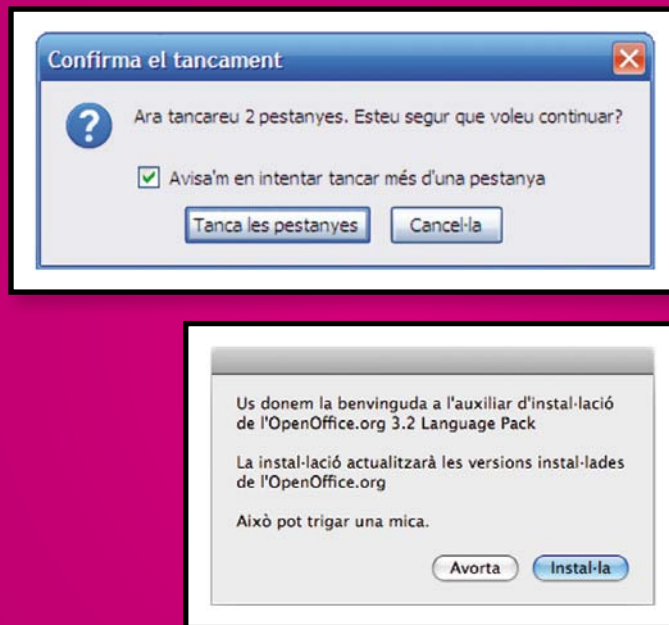 Confirma el tancament
Ara tancareu 2 pestanyes. Esteu segur que voleu continuar?
Avisa'm en intentar tancar més d'una pestanya
Tanca les pestanyes Cancel·la
Us donem la benvinguda a l'auxiliar d'instal·lació
de l'OpenOffice.org 3.2 Language Pack
La instal·lació actualitzarà les versions instal·lades
de l'OpenOffice.org
Això pot trigar una mica.
Avorta Instal·la